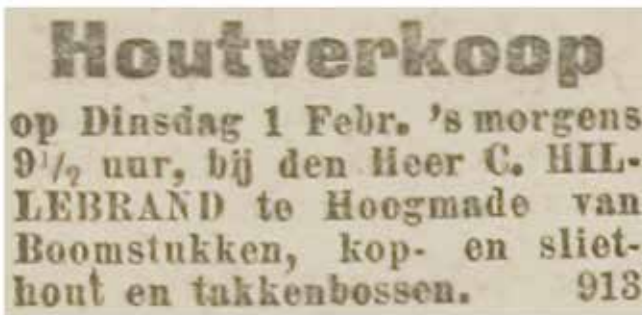 Houtverkoop
op Dinsdag 1 Febr. 's morgens
9½ uur, bij den Heer C. HIL-
LEBRAND te Hoogmade van
Boomstukken, kop- en sliet-
hout en takkenbossen. 913